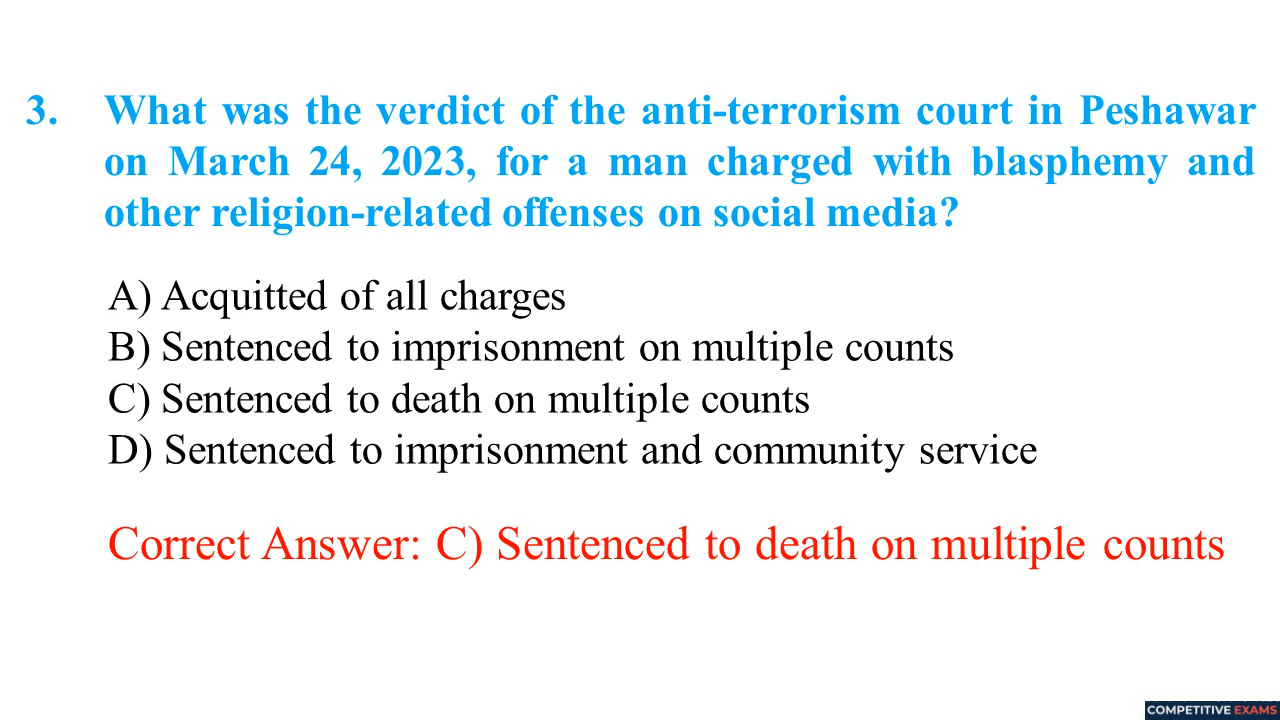 3. What was the verdict of the anti-terrorism court in Peshawar
on March 24, 2023, for a man charged with blasphemy and
other religion-related offenses on social media?
A) Acquitted of all charges
B) Sentenced to imprisonment on multiple counts
C) Sentenced to death on multiple counts
D) Sentenced to imprisonment and community service
Correct Answer: C) Sentenced to death on multiple counts
COMPETITIVE EXAMS